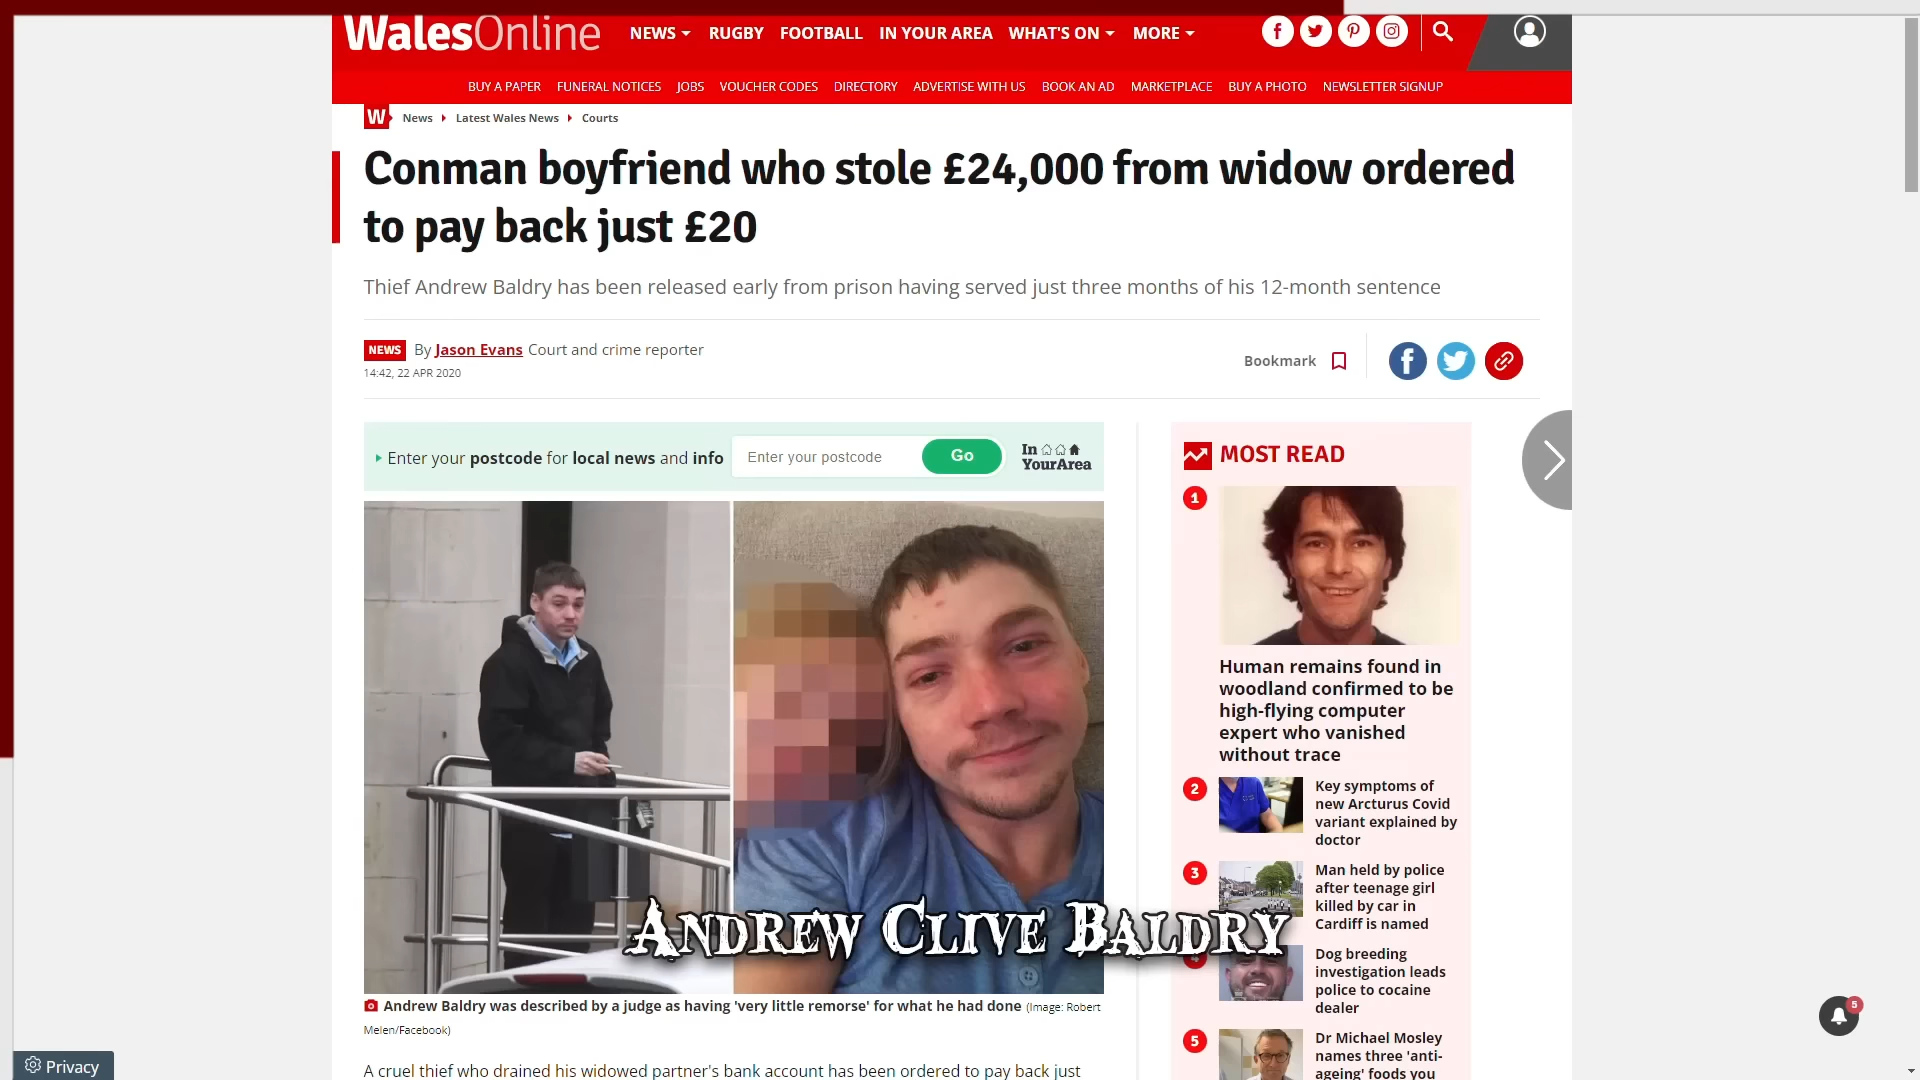 WalesOnline
NEWS RUGBY FOOTBALL IN YOUR AREA WHAT'S ON MORE
BUY A PAPER FUNERAL NOTICES JOBS VOUCHER CODES DIRECTORY ADVERTISE WITH US BOOK AN AD MARKETPLACE BUY A PHOTO NEWSLETTER SIGNUP
W News Latest Wales News Courts
Conman boyfriend who stole £24,000 from widow ordered
to pay back just £20
Thief Andrew Baldry has been released early from prison having served just three months of his 12-month sentence
NEWS By Jason Evans Court and crime reporter
14:42, 22 APR 2020
Bookmark
Enter your postcode for local news and info Enter your postcode Go In YourArea
Andrew Clive Baldry
Andrew Baldry was described by a judge as having 'very little remorse' for what he had done (Image: Robert
Melen/Facebook)
A cruel thief who drained his widowed partner's bank account has been ordered to pay back just
MOST READ
1
Human remains found in
woodland confirmed to be
high-flying computer
expert who vanished
without trace
2
Key symptoms of
new Arcturus Covid
variant explained by
doctor
3
Man held by police
after teenage girl
killed by car in
Cardiff is named
4
Dog breeding
investigation leads
police to cocaine
dealer
5
Dr Michael Mosley
names three 'anti-
ageing' foods you
5
Privacy